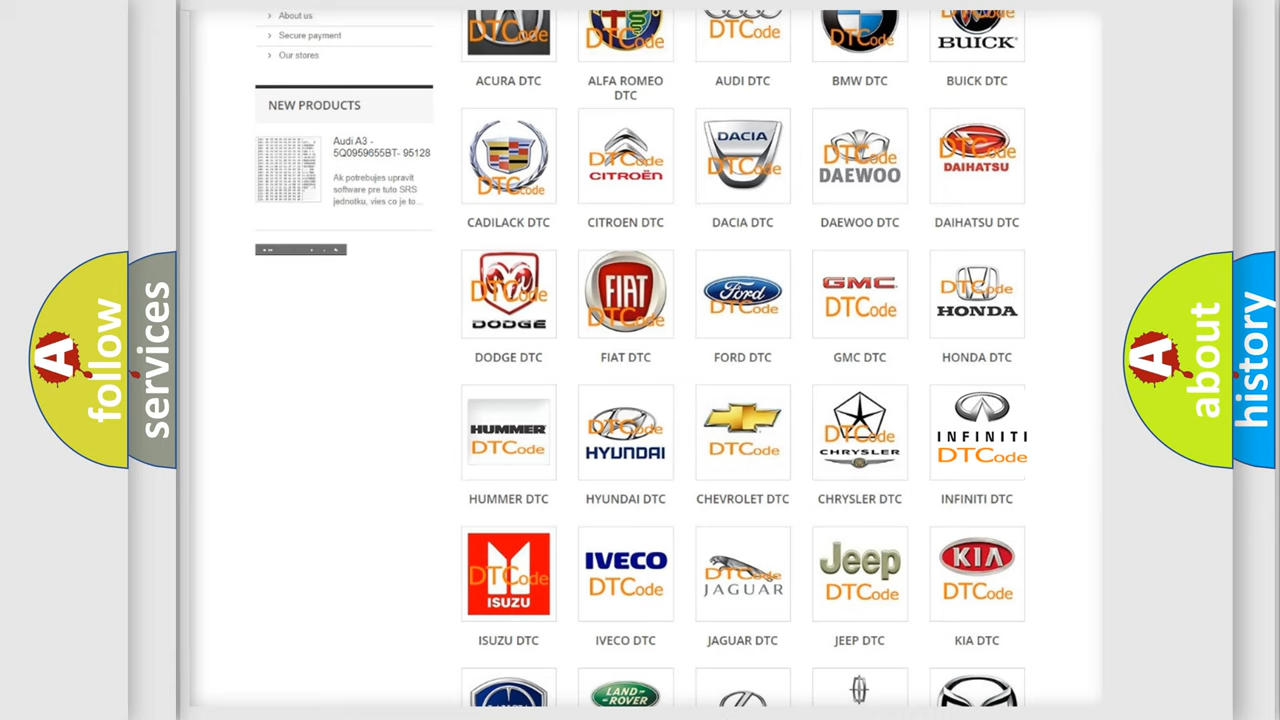 About us
Secure payment
Our stores
NEW PRODUCTS
Audi A3 -
5Q0959655BT- 95128
Ak potrebujes upravit
software pre tuto SRS
jednotku, vies co je to...
A
follow
services
DTCode
DTCode
DTCode
DTCode
BUICK
ACURA DTC
ALFA ROMEO
DTC
AUDI DTC
BMW DTC
BUICK DTC
DTCode
DTCode
CITROËN
DACIA
DTCode
DTCode
DAEWOO
DTCode
DAIHATSU
CADILACK DTC
CITROEN DTC
DACIA DTC
DAEWOO DTC
DAIHATSU DTC
DTCode
DODGE
FIAT
DTCode
Ford
DTCode
GMC
DTCode
DTCode
HONDA
DODGE DTC
FIAT DTC
FORD DTC
GMC DTC
HONDA DTC
HUMMER
DTCode
DTCode
HYUNDAI
DTCode
DTCode
CHRYSLER
INFINITI
DTCode
HUMMER DTC
HYUNDAI DTC
CHEVROLET DTC
CHRYSLER DTC
INFINITI DTC
DTCode
ISUZU
IVECO
DTCode
DTCode
JAGUAR
Jeep
DTCode
KIA
DTCode
ISUZU DTC
IVECO DTC
JAGUAR DTC
JEEP DTC
KIA DTC
LAND-
ROVER
A
about
history